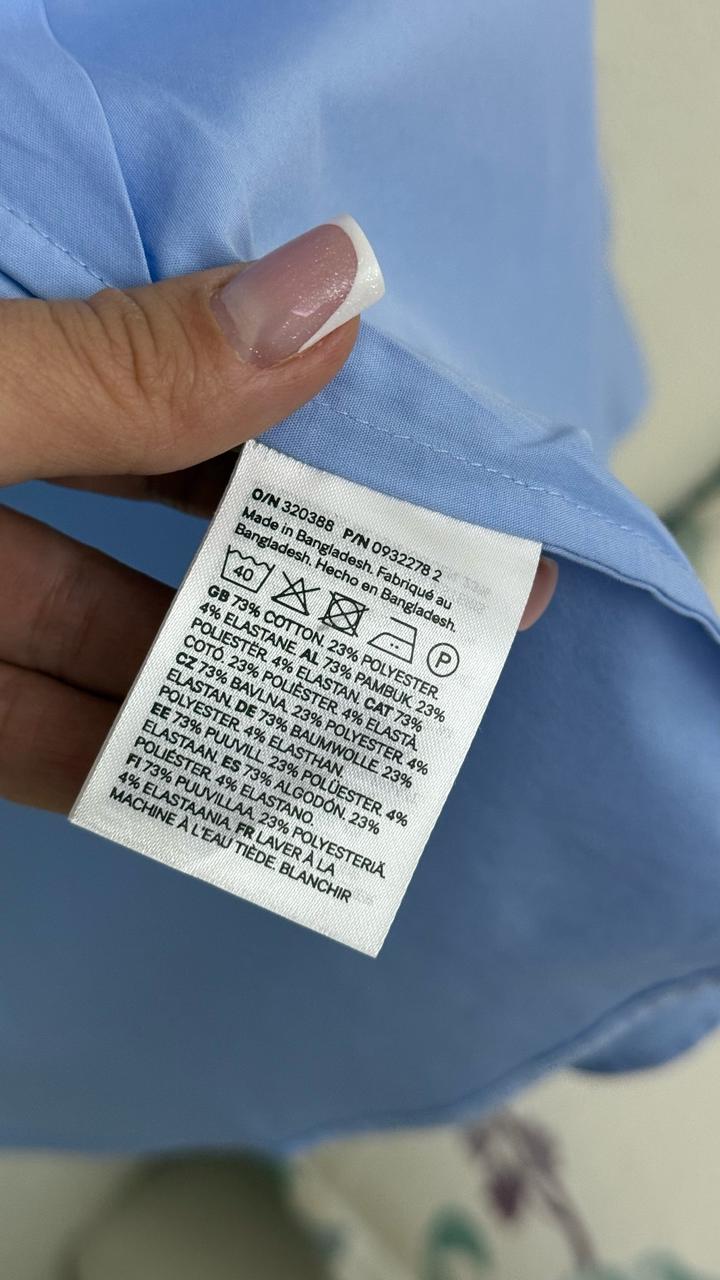 O/N 320388 P/N 0932278 2
Made in Bangladesh. Fabriqué au
Bangladesh. Hecho en Bangladesh.
40 P
GB 73% COTTON. 23% POLYESTER.
4% ELASTANE. AL 73% PAMBUK. 23%
POLIESTER. 4% ELASTAN. CAT 73%
COTÓ. 23% POLIÈSTER. 4% ELASTÀ.
CZ 73% BAVLNA. 23% POLYESTER. 4%
ELASTAN. DE 73% BAUMWOLLE. 23%
POLYESTER. 4% ELASTHAN.
EE 73% PUUVILL. 23% POLÜESTER. 4%
ELASTAAN. ES 73% ALGODÓN. 23%
POLIÉSTER. 4% ELASTANO.
FI 73% PUUVILLAA. 23% POLYESTERIÄ.
4% ELASTAANIA. FR LAVER À LA
MACHINE À L'EAU TIÈDE. BLANCHIR